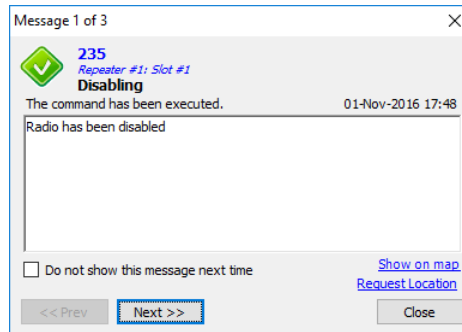 Message 1 of 3
235
Repeater #1: Slot #1
Disabling
The command has been executed. 01-Nov-2016 17:48
Radio has been disabled
Do not show this message next time
Show on map
Request Location
<< Prev Next >> Close